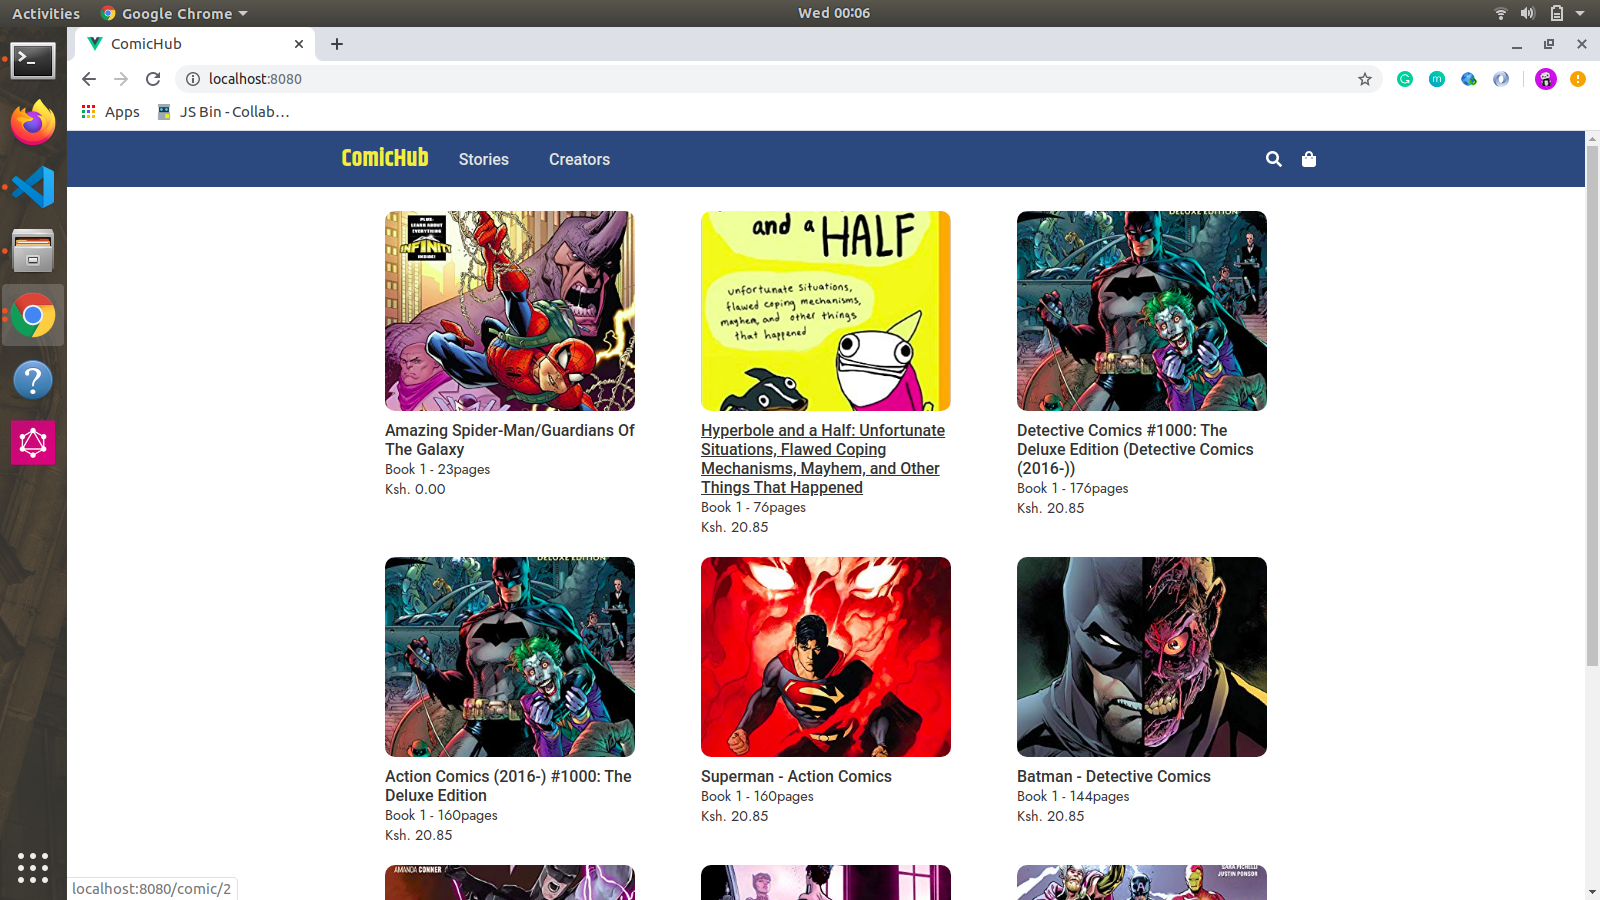 Activities
Google Chrome
Wed 00:06
ComicHub
localhost:8080
Apps
JS Bin - Collab...
ComicHub
Stories
Creators
PLUS:
LEARN ABOUT
EVERYTHING
INFINITY
INSIDE!
and a HALF
unfortunate situations,
flawed coping mechanisms,
mayhem, and other things
that happened
DELUXE EDITION
Amazing Spider-Man/Guardians Of
The Galaxy
Book 1 - 23pages
Ksh. 0.00
Hyperbole and a Half: Unfortunate
Situations, Flawed Coping
Mechanisms, Mayhem, and Other
Things That Happened
Book 1 - 76pages
Ksh. 20.85
Detective Comics #1000: The
Deluxe Edition (Detective Comics
(2016-))
Book 1 - 176pages
Ksh. 20.85
DELUXE EDITION
Action Comics (2016-) #1000: The
Deluxe Edition
Book 1 - 160pages
Ksh. 20.85
Superman - Action Comics
Book 1 - 160pages
Ksh. 20.85
Batman - Detective Comics
Book 1 - 144pages
Ksh. 20.85
AMANDA CONNER
SARA PICHELLI
JUSTIN PONSOR
localhost:8080/comic/2